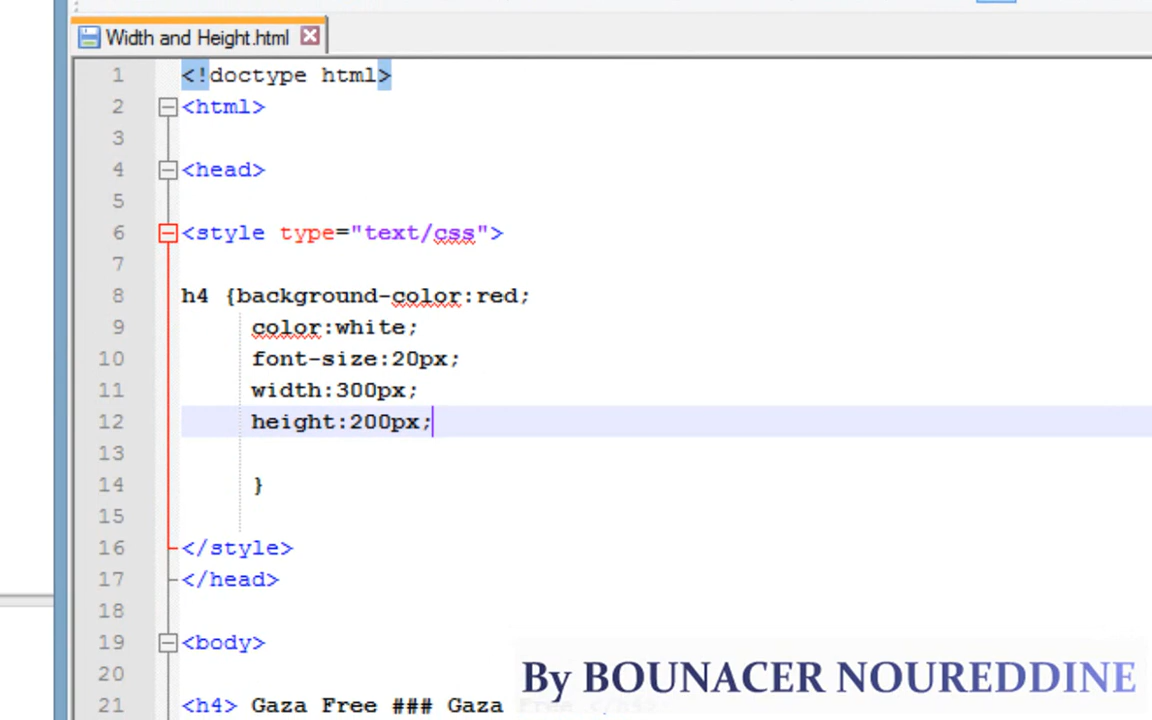 Width and Height.html
1 <!doctype html>
2 <html>
3
4 <head>
5
6 <style type="text/css">
7
8 h4 {background-color:red;
9 color:white;
10 font-size:20px;
11 width:300px;
12 height:200px;
13
14 }
15
16 </style>
17 </head>
18
19 <body>
20
21 <h4> Gaza Free ### Gaza Free </h4>
By BOUNACER NOUREDDINE